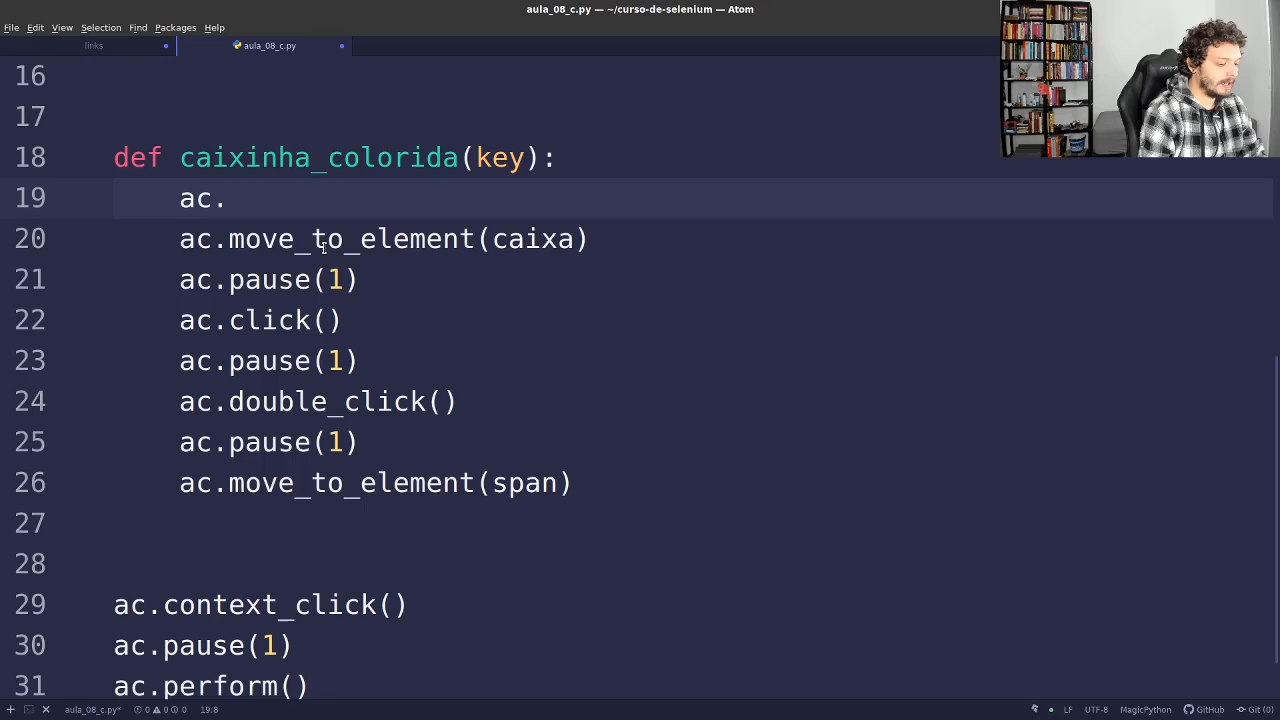 aula_08_c.py — ~/curso-de-selenium — Atom
File Edit View Selection Find Packages Help
links
aula_08_c.py
16
17
18 def caixinha_colorida(key):
19 ac.
20 ac.move_to_element(caixa)
21 ac.pause(1)
22 ac.click()
23 ac.pause(1)
24 ac.double_click()
25 ac.pause(1)
26 ac.move_to_element(span)
27
28
29 ac.context_click()
30 ac.pause(1)
31 ac.perform()
aula_08_c.py* 0 0 0 19:8 LF UTF-8 MagicPython GitHub Git (0)